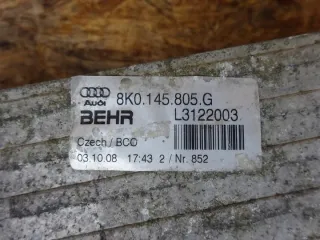 Audi 8K0.145.805.G
BEHR L3122003
Czech / BCO
03.10.08 17:43 2 / Nr. 852